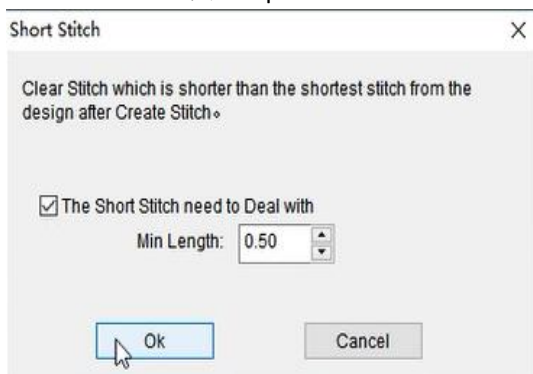 Short Stitch
Clear Stitch which is shorter than the shortest stitch from the
design after Create Stitch。
The Short Stitch need to Deal with
Min Length: 0.50
Ok Cancel